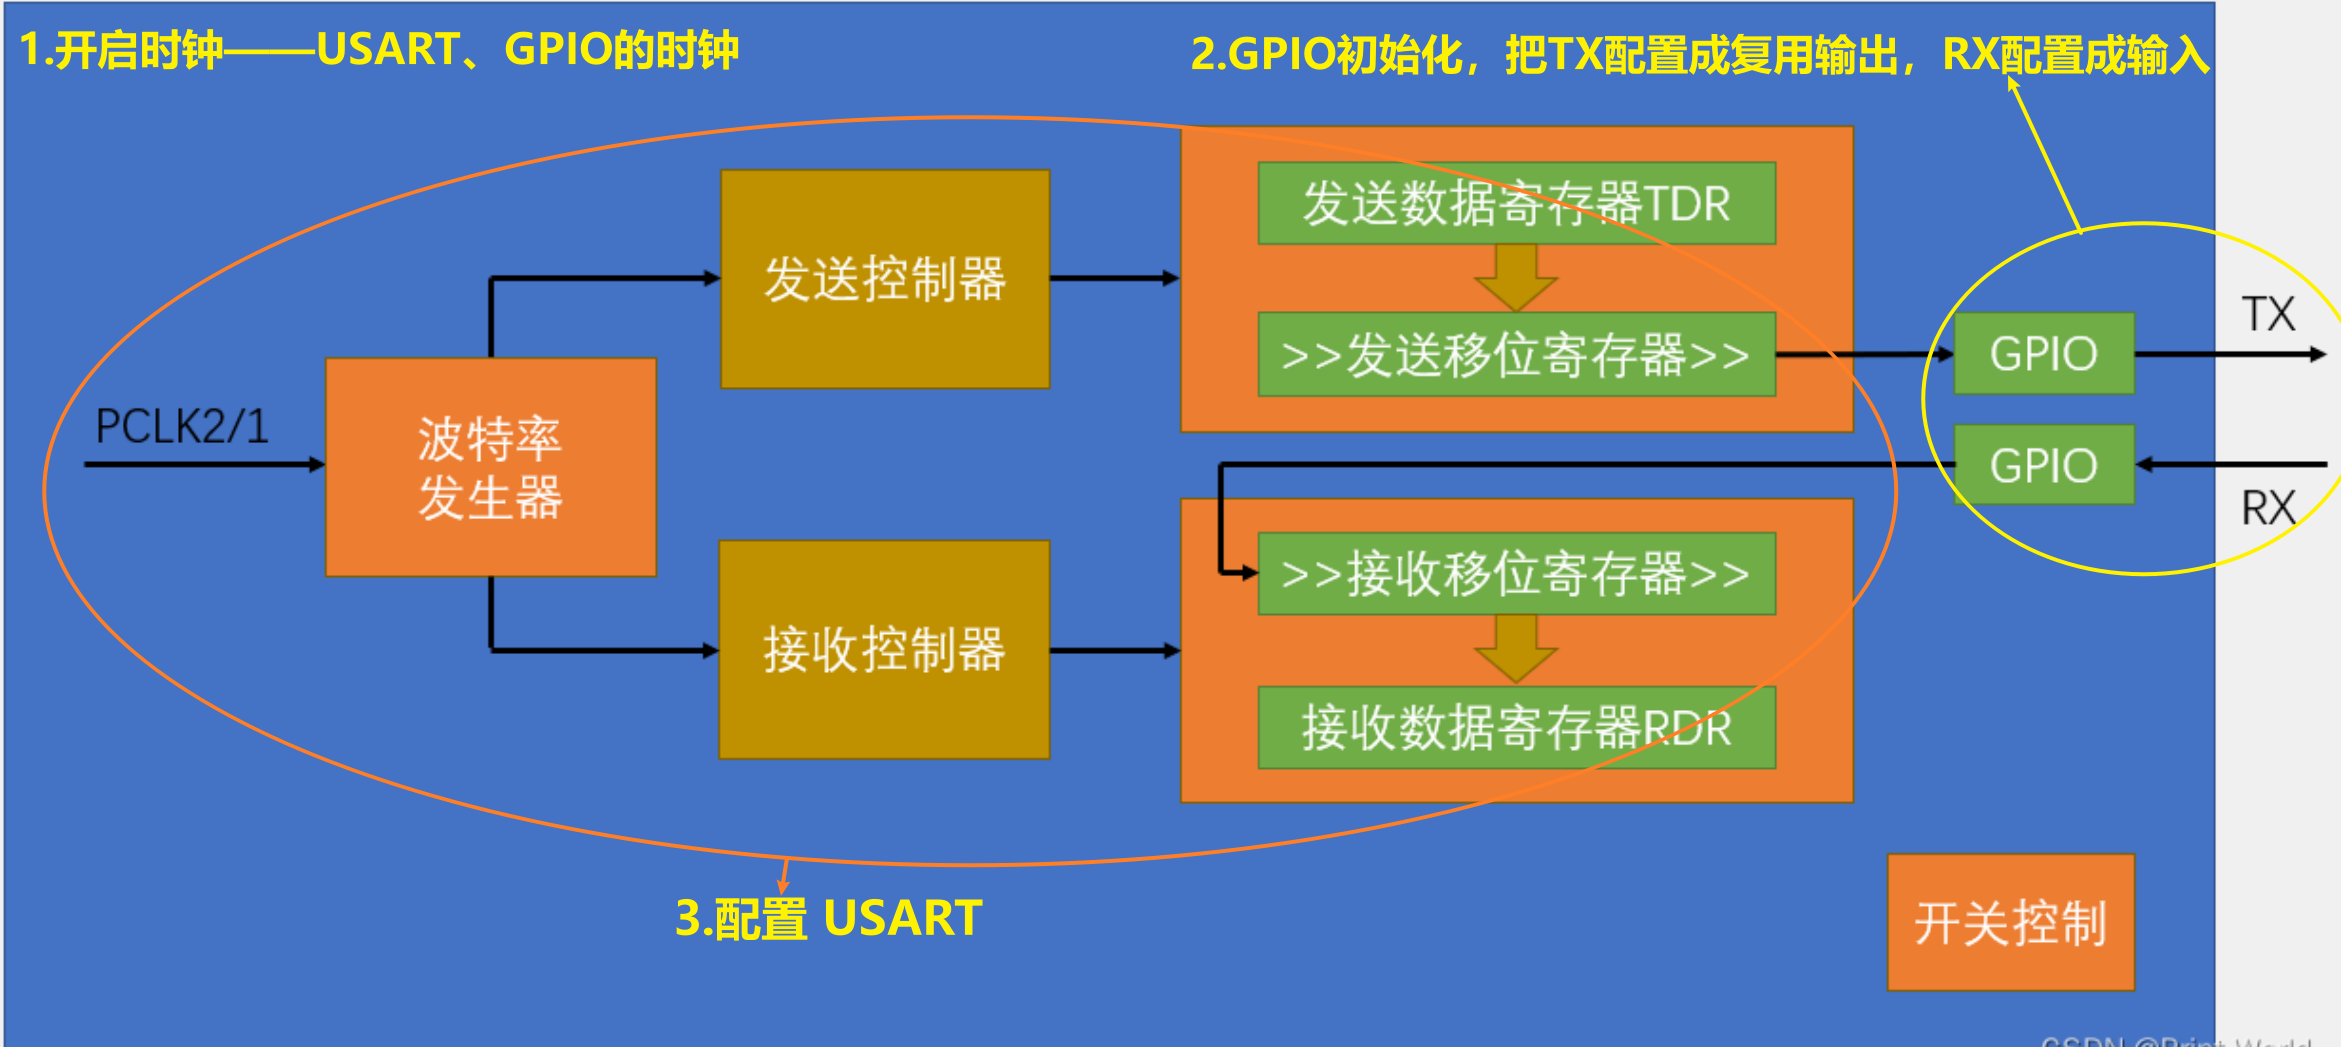 1.开启时钟——USART、GPIO的时钟
2.GPIO初始化，把TX配置成复用输出，RX配置成输入
发送数据寄存器TDR
发送控制器
>>发送移位寄存器>>
GPIO
TX
PCLK2/1
波特率
发生器
GPIO
RX
>>接收移位寄存器>>
接收控制器
接收数据寄存器RDR
3.配置 USART
开关控制
CSDN @Print World